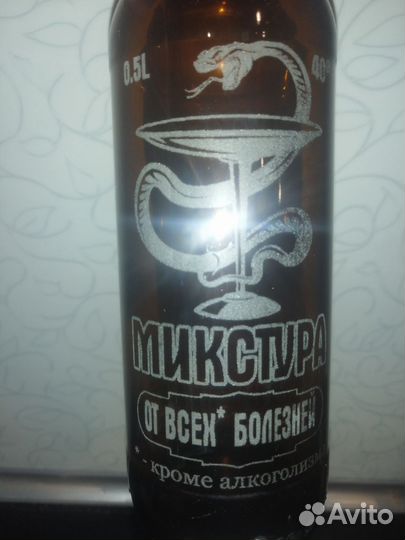 0.5L 40°
МИКСТУРА
ОТ ВСЕХ* БОЛЕЗНЕЙ
* - кроме алкоголизма
Avito